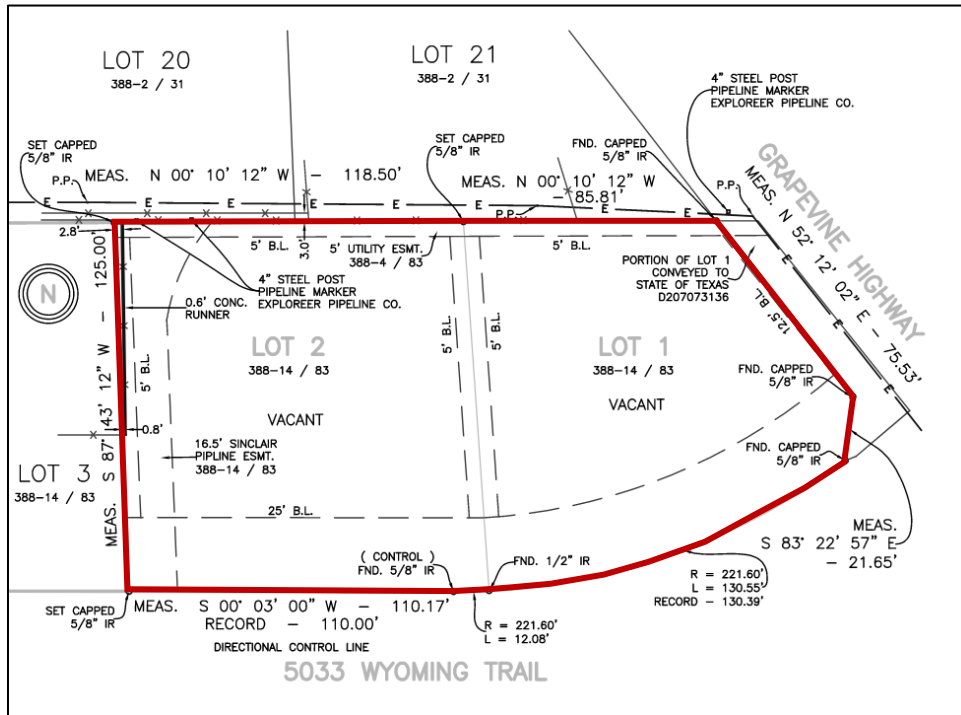 LOT 20
388-2 / 31
LOT 21
388-2 / 31
4" STEEL POST
PIPELINE MARKER
EXPLOREER PIPELINE CO.
SET CAPPED
5/8" IR
SET CAPPED
5/8" IR
FND. CAPPED
5/8" IR
P.P.
MEAS. N 00° 10' 12" W - 118.50'
MEAS. N 00° 10' 12" W
- 85.81'
P.P.
GRAPEVINE HIGHWAY
MEAS. N 52° 12' 02" E - 75.53'
E E E E E E E E
P.P.
E
E
E
2.8'
5' B.L.
3.0'
5' UTILITY ESMT.
388-4 / 83
5' B.L.
125.00'
N
4" STEEL POST
PIPELINE MARKER
EXPLOREER PIPELINE CO.
PORTION OF LOT 1
CONVEYED TO
STATE OF TEXAS
D207073136
12.5' B.L.
0.6' CONC.
RUNNER
LOT 2
388-14 / 83
5' B.L.
5' B.L.
LOT 1
388-14 / 83
5' B.L.
FND. CAPPED
5/8" IR
VACANT
VACANT
MEAS. S 87° 43' 12" W -
0.8'
16.5' SINCLAIR
PIPLINE ESMT.
388-14 / 83
FND. CAPPED
5/8" IR
LOT 3
388-14 / 83
25' B.L.
MEAS.
S 83° 22' 57" E
- 21.65'
( CONTROL )
FND. 5/8" IR
FND. 1/2" IR
R = 221.60'
L = 130.55'
RECORD - 130.39'
SET CAPPED
5/8" IR
MEAS. S 00° 03' 00" W - 110.17'
RECORD - 110.00'
R = 221.60'
L = 12.08'
DIRECTIONAL CONTROL LINE
5033 WYOMING TRAIL